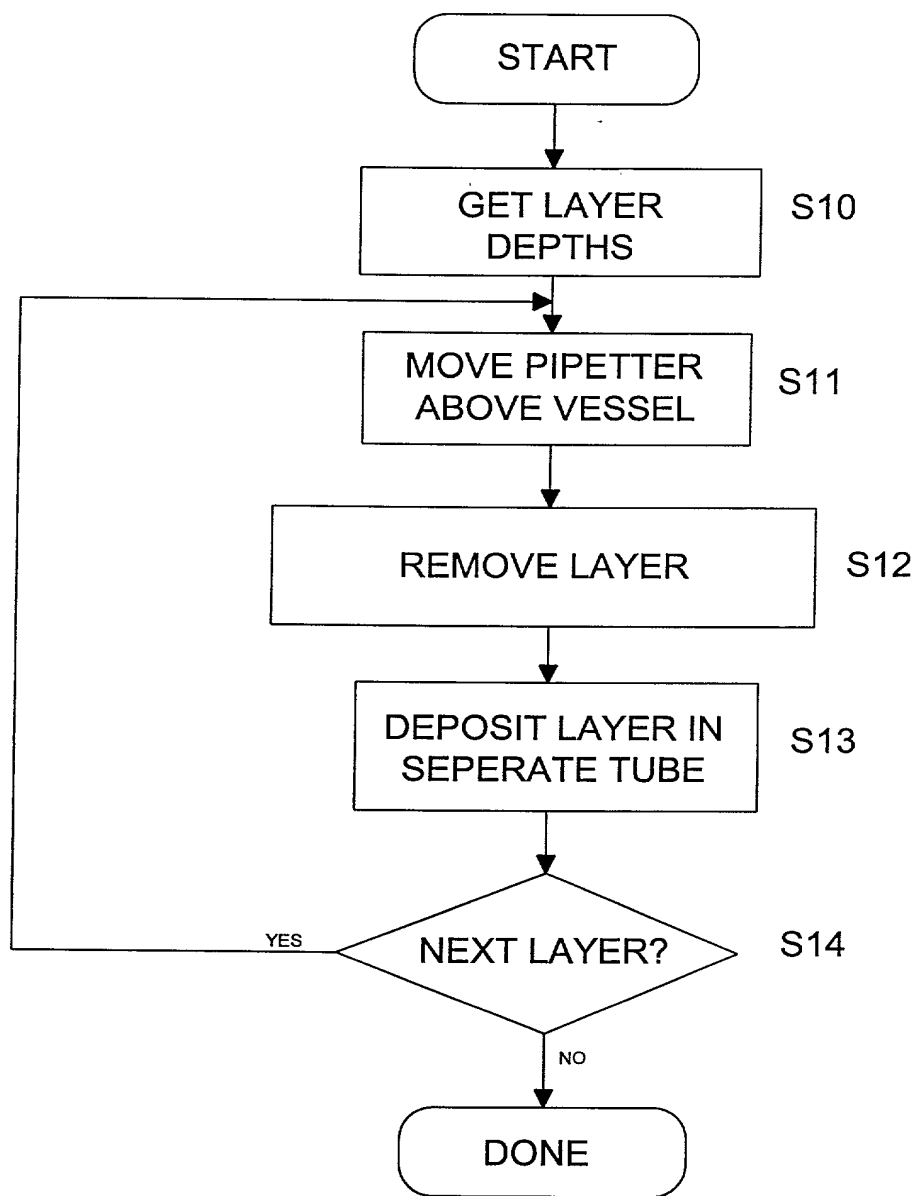 START
GET LAYER
DEPTHS
S10
MOVE PIPETTER
ABOVE VESSEL
S11
REMOVE LAYER
S12
DEPOSIT LAYER IN
SEPERATE TUBE
S13
NEXT LAYER?
S14
YES
NO
DONE